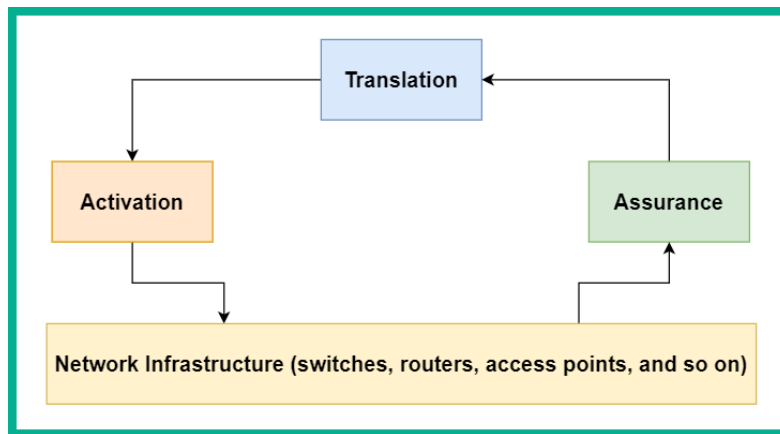 Translation
Activation
Assurance
Network Infrastructure (switches, routers, access points, and so on)